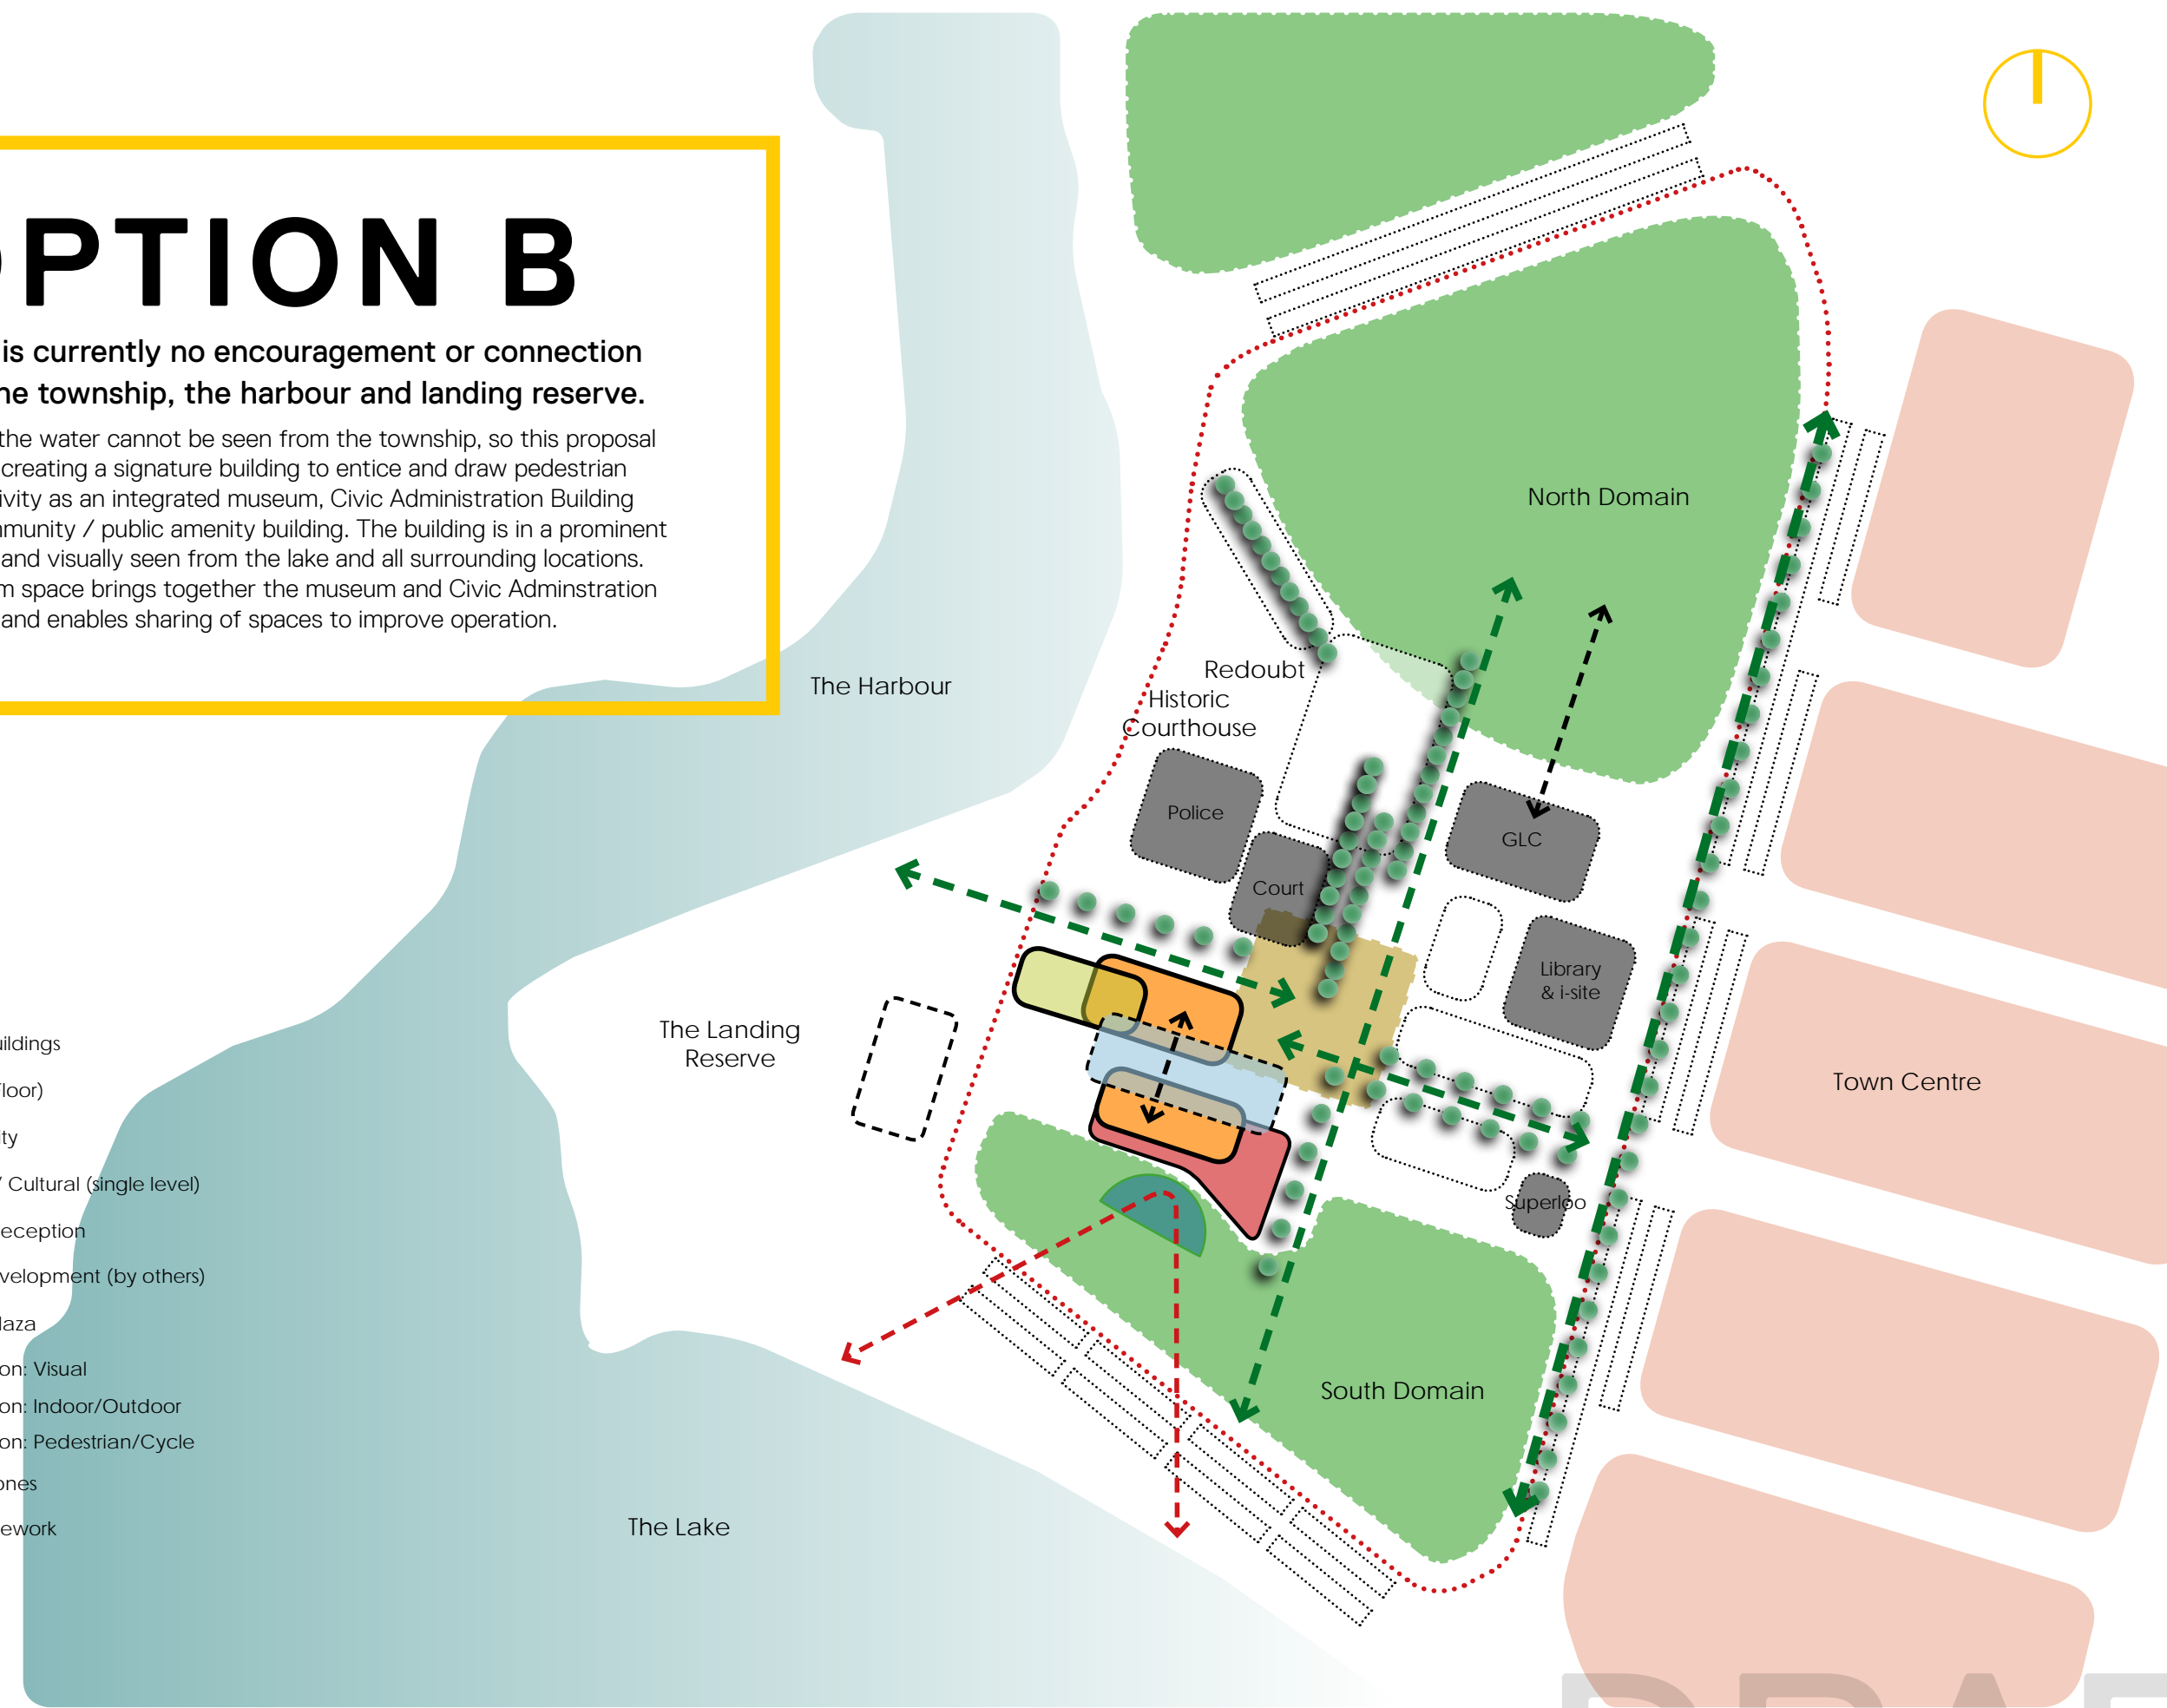 OPTION B
is currently no encouragement or connection
the township, the harbour and landing reserve.
the water cannot be seen from the township, so this proposal
creating a signature building to entice and draw pedestrian
ivity as an integrated museum, Civic Administration Building
mmunity / public amenity building. The building is in a prominent
and visually seen from the lake and all surrounding locations.
m space brings together the museum and Civic Adminstration
and enables sharing of spaces to improve operation.
North Domain
The Harbour
Redoubt
Historic
Courthouse
Police
GLC
Court
Library
& i-site
The Landing
Reserve
Town Centre
Superloo
South Domain
The Lake
uildings
Floor)
ity
/ Cultural (single level)
eception
velopment (by others)
laza
on: Visual
on: Indoor/Outdoor
on: Pedestrian/Cycle
ones
ework